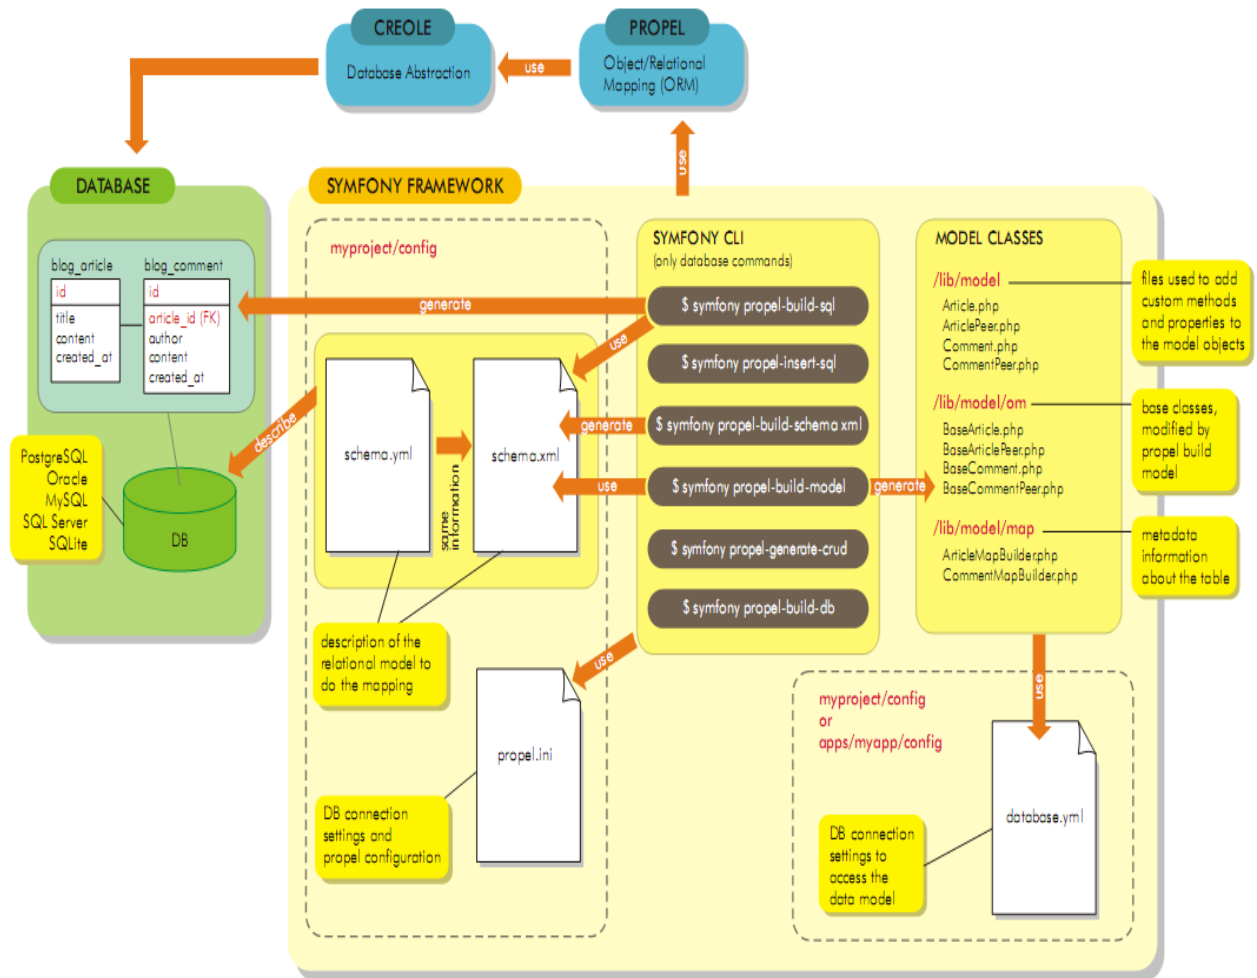 CREOLE
Database Abstraction
use
PROPEL
Object/Relational
Mapping (ORM)
use
DATABASE
blog_article
id
title
content
created_at
blog_comment
id
article_id (FK)
author
content
created_at
PostgreSQL
Oracle
MySQL
SQL Server
SQLite
DB
SYMFONY FRAMEWORK
myproject/config
generate
use
describe
schema.yml
same
information
schema.xml
generate
use
description of the
relational model to
do the mapping
use
propel.ini
DB connection
settings and
propel configuration
SYMFONY CLI
(only database commands)
$ symfony propel-build-sql
$ symfony propel-insert-sql
$ symfony propel-build-schema xml
$ symfony propel-build-model
$ symfony propel-generate-crud
$ symfony propel-build-db
generate
MODEL CLASSES
/lib/model
Article.php
ArticlePeer.php
Comment.php
CommentPeer.php
/lib/model/om
BaseArticle.php
BaseArticlePeer.php
BaseComment.php
BaseCommentPeer.php
/lib/model/map
ArticleMapBuilder.php
CommentMapBuilder.php
files used to add
custom methods
and properties to
the model objects
base classes,
modified by
propel build
model
metadata
information
about the table
use
myproject/config
or
apps/myapp/config
database.yml
DB connection
settings to
access the
data model